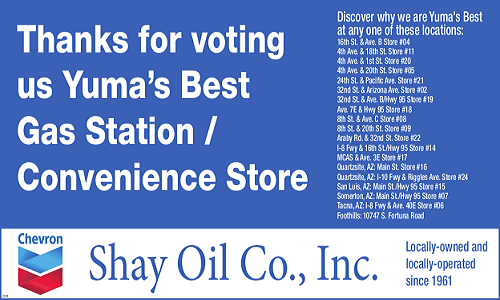 Thanks for voting
us Yuma's Best
Gas Station /
Convenience Store
Discover why we are Yuma's Best
at any one of these locations:
16th St. & Ave. B Store #04
4th Ave. & 18th St. Store #11
4th Ave. & 1st St. Store #20
4th Ave. & 20th St. Store #05
24th St. & Pacific Ave. Store #21
32nd St. & Arizona Ave. Store #02
32nd St. & Ave. B/Hwy 95 Store #19
Ave. 7E & Hwy 95 Store #18
8th St. & Ave. C Store #08
8th St. & 20th St. Store #09
Araby Rd. & 32nd St. Store #22
I-8 Fwy & 16th St./Hwy 95 Store #14
MCAS & Ave. 3E Store #17
Quartzsite, AZ: Main St. Store #16
Quartzsite, AZ: I-10 Fwy & Riggles Ave. Store #24
San Luis, AZ: Main St./Hwy 95 Store #15
Somerton, AZ: Main St./Hwy 95 Store #07
Tacna, AZ: I-8 Fwy & Ave. 40E Store #06
Foothills: 10747 S. Fortuna Road
Chevron
Shay Oil Co., Inc.
Locally-owned and
locally-operated
since 1961